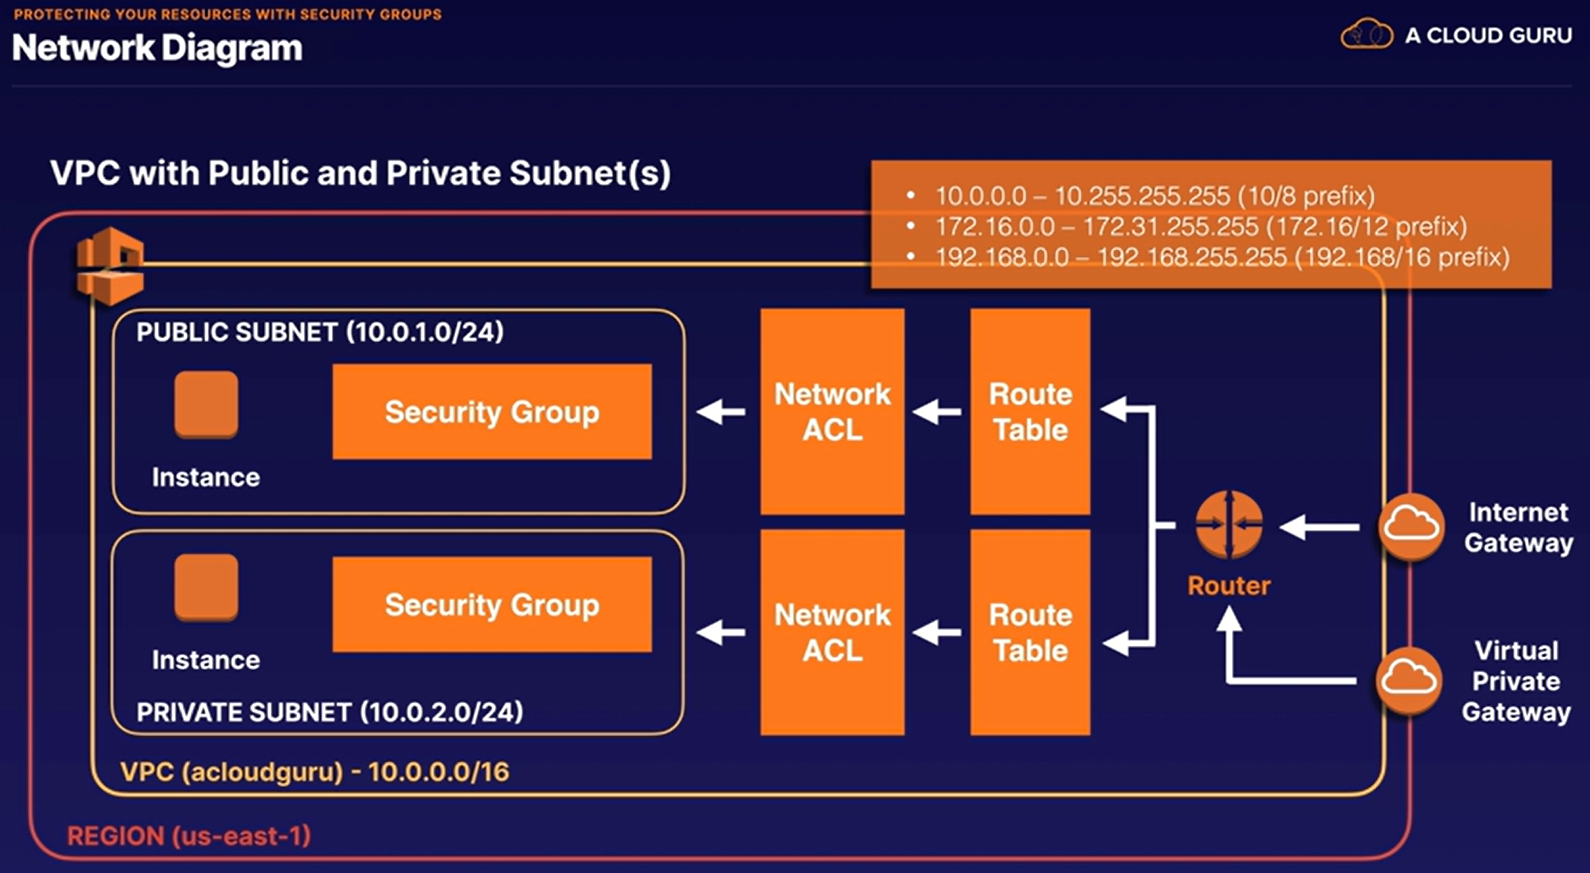 PROTECTING YOUR RESOURCES WITH SECURITY GROUPS
Network Diagram
A CLOUD GURU
VPC with Public and Private Subnet(s)
• 10.0.0.0 – 10.255.255.255 (10/8 prefix)
• 172.16.0.0 – 172.31.255.255 (172.16/12 prefix)
• 192.168.0.0 – 192.168.255.255 (192.168/16 prefix)
PUBLIC SUBNET (10.0.1.0/24)
Instance
Security Group
Network
ACL
Route
Table
Instance
Security Group
PRIVATE SUBNET (10.0.2.0/24)
Network
ACL
Route
Table
Router
Internet
Gateway
Virtual
Private
Gateway
VPC (acloudguru) - 10.0.0.0/16
REGION (us-east-1)